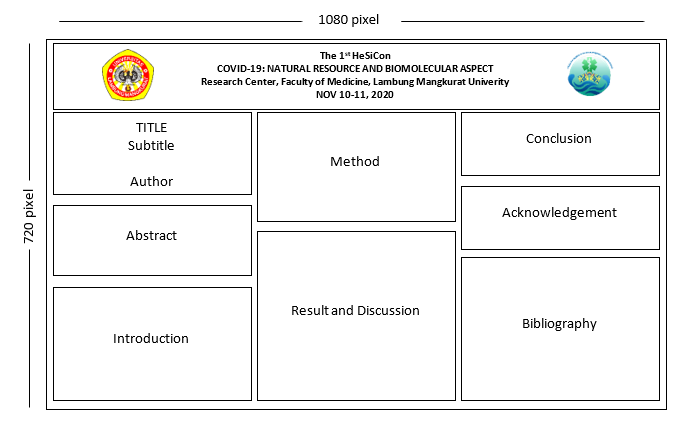 1080 pixel
720 pixel
The 1st HeSiCon
COVID-19: NATURAL RESOURCE AND BIOMOLECULAR ASPECT
Research Center, Faculty of Medicine, Lambung Mangkurat Univerity
NOV 10-11, 2020
TITLE
Subtitle
Author
Abstract
Introduction
Method
Result and Discussion
Conclusion
Acknowledgement
Bibliography